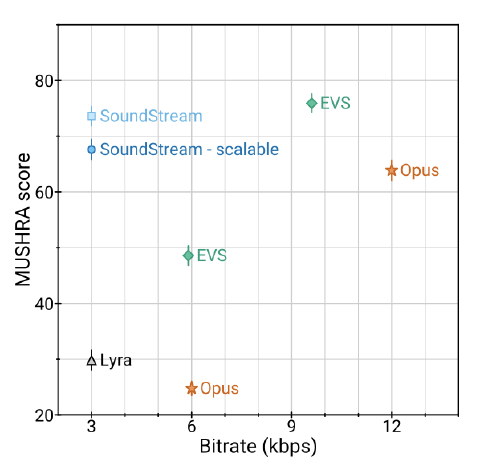 MUSHRA score
80
60
40
20
SoundStream
SoundStream - scalable
EVS
Opus
EVS
Lyra
Opus
3 6 9 12
Bitrate (kbps)